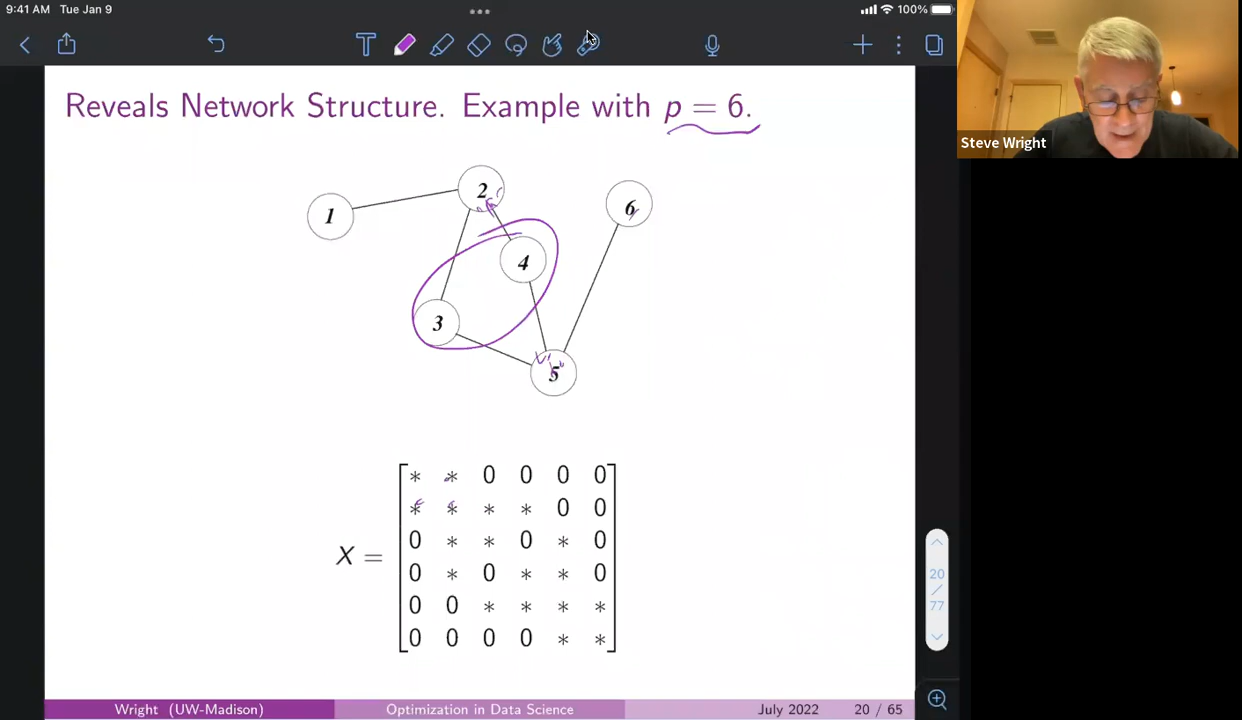 9:41 AM Tue Jan 9
100%
Reveals Network Structure. Example with p = 6.
Steve Wright
2
1
6
4
3
5
X =
* * 0 0 0 0
* * * * 0 0
0 * * 0 * 0
0 * 0 * * 0
0 0 * * * *
0 0 0 0 * *
20
/
77
Wright (UW-Madison) Optimization in Data Science July 2022 20 / 65